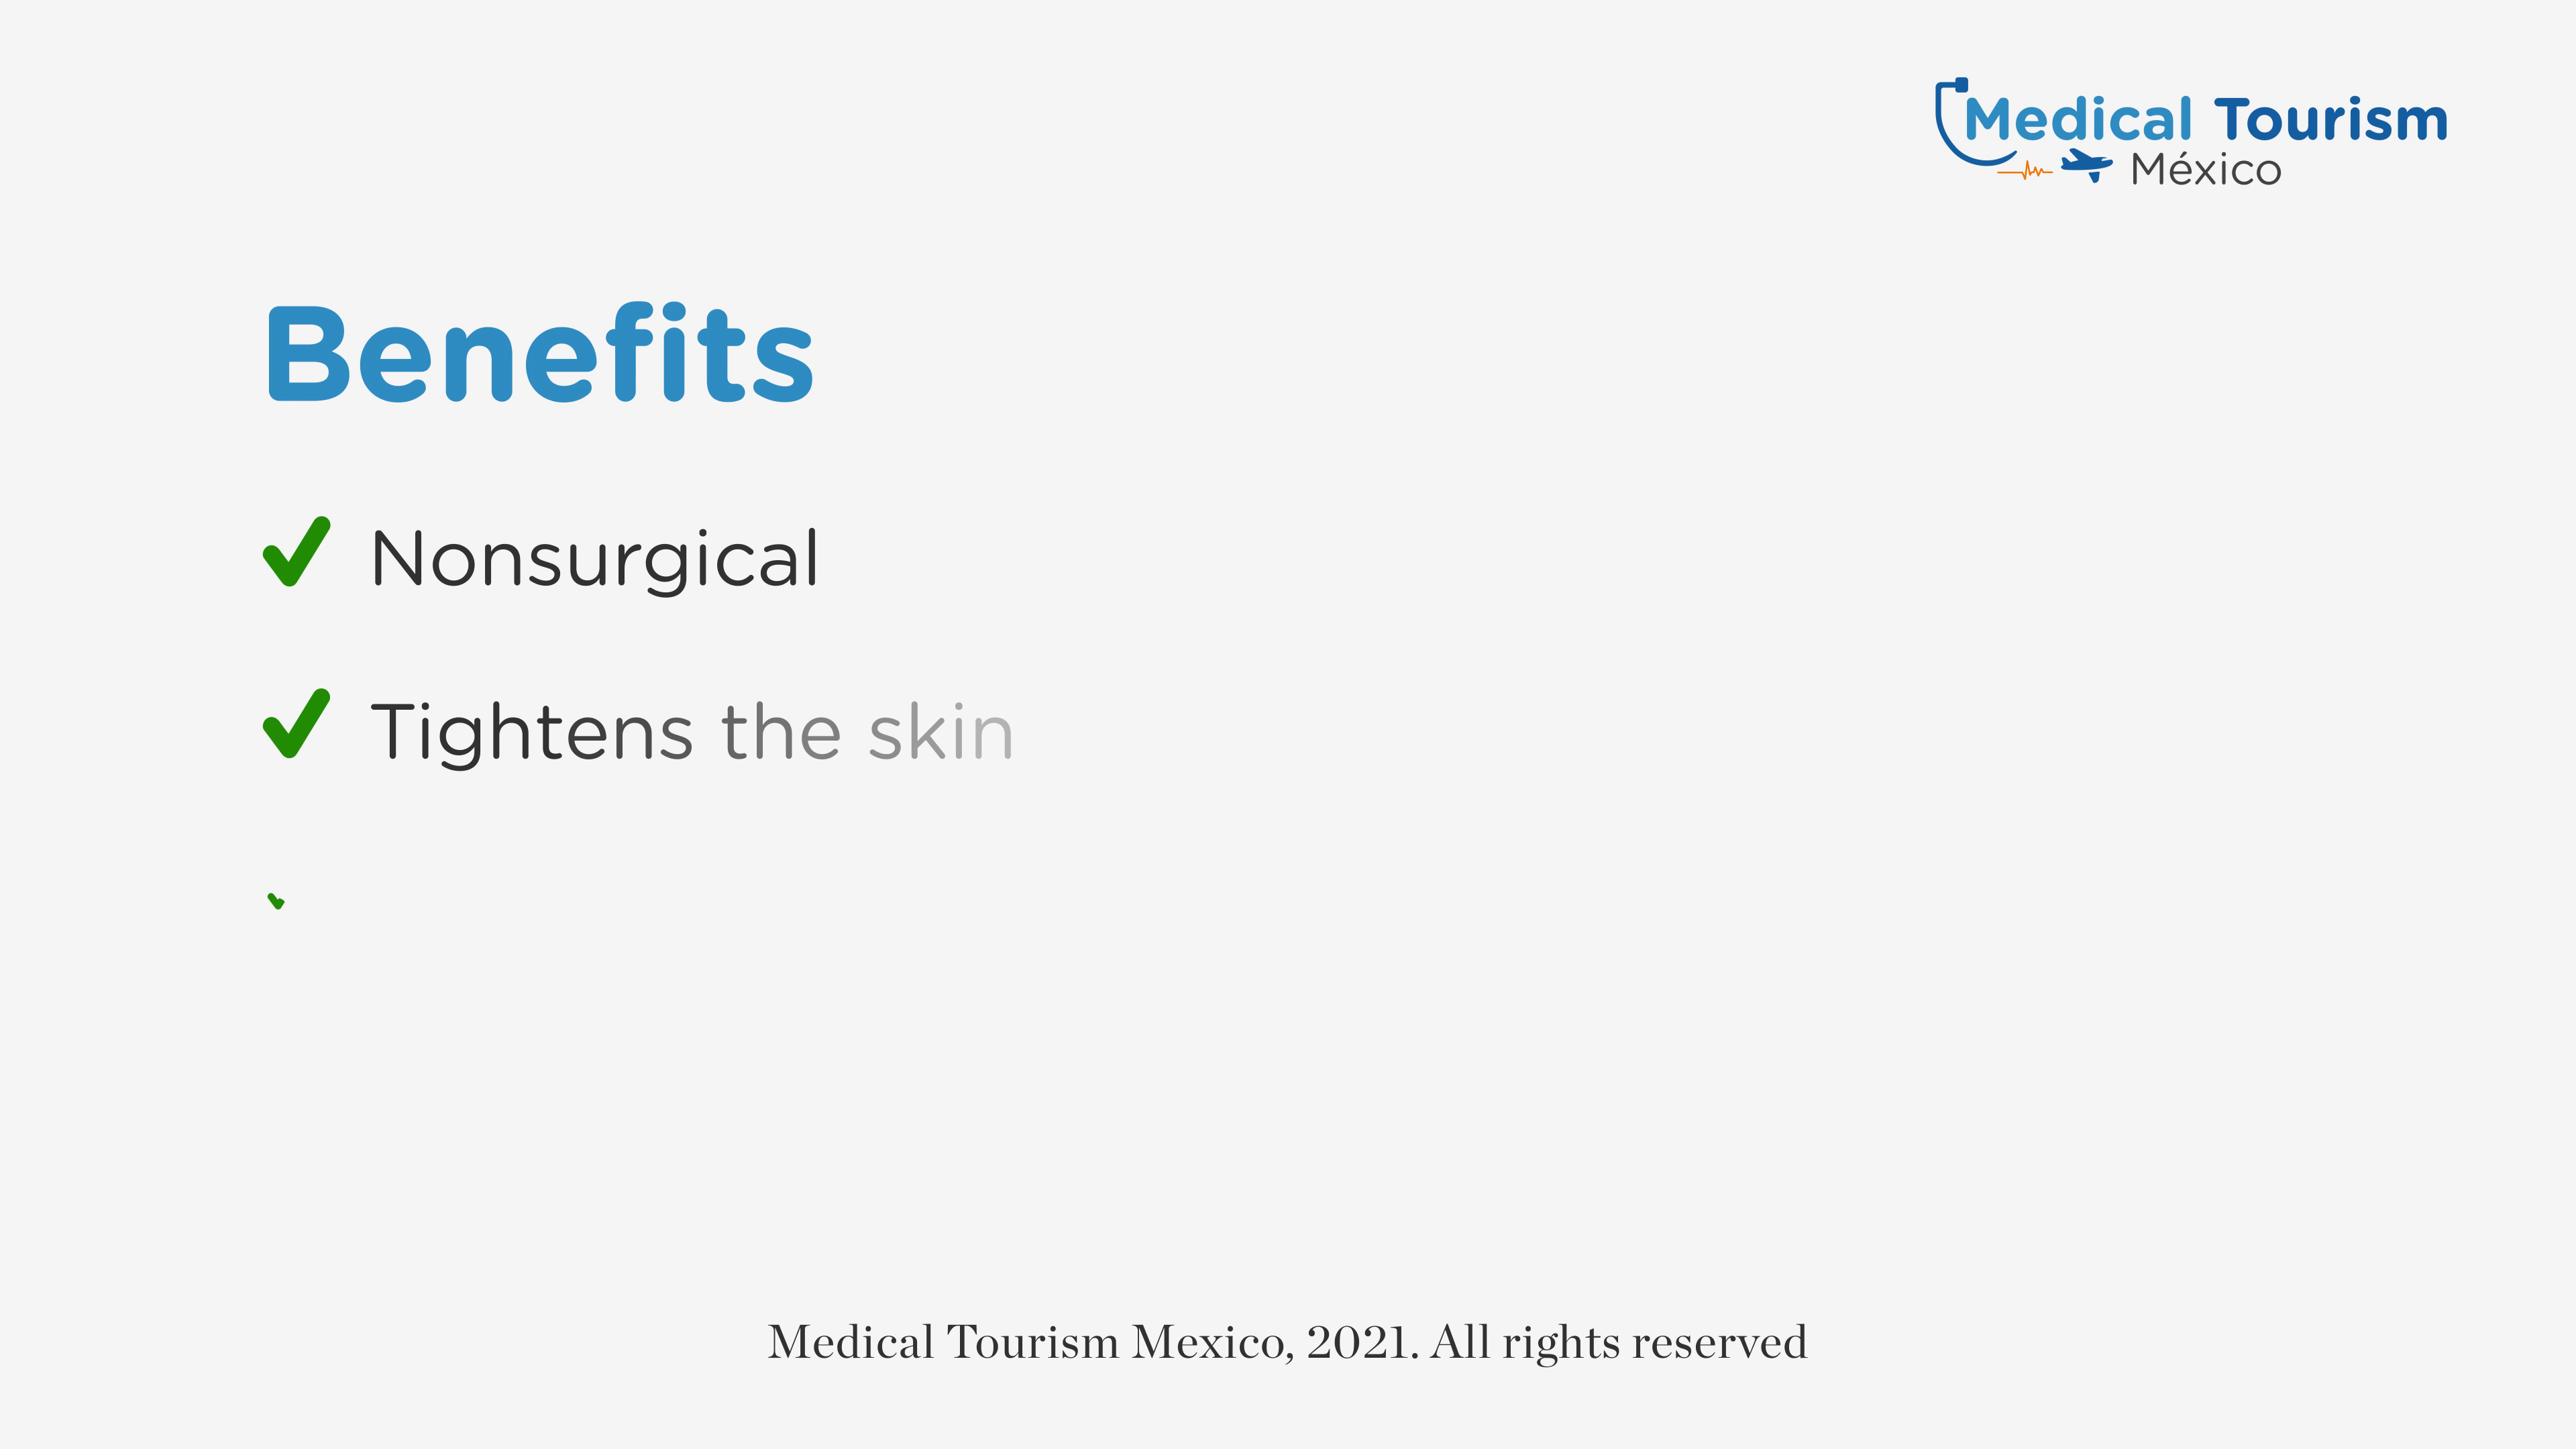 Medical Tourism
México
Benefits
Nonsurgical
Tightens the skin
Medical Tourism Mexico, 2021. All rights reserved